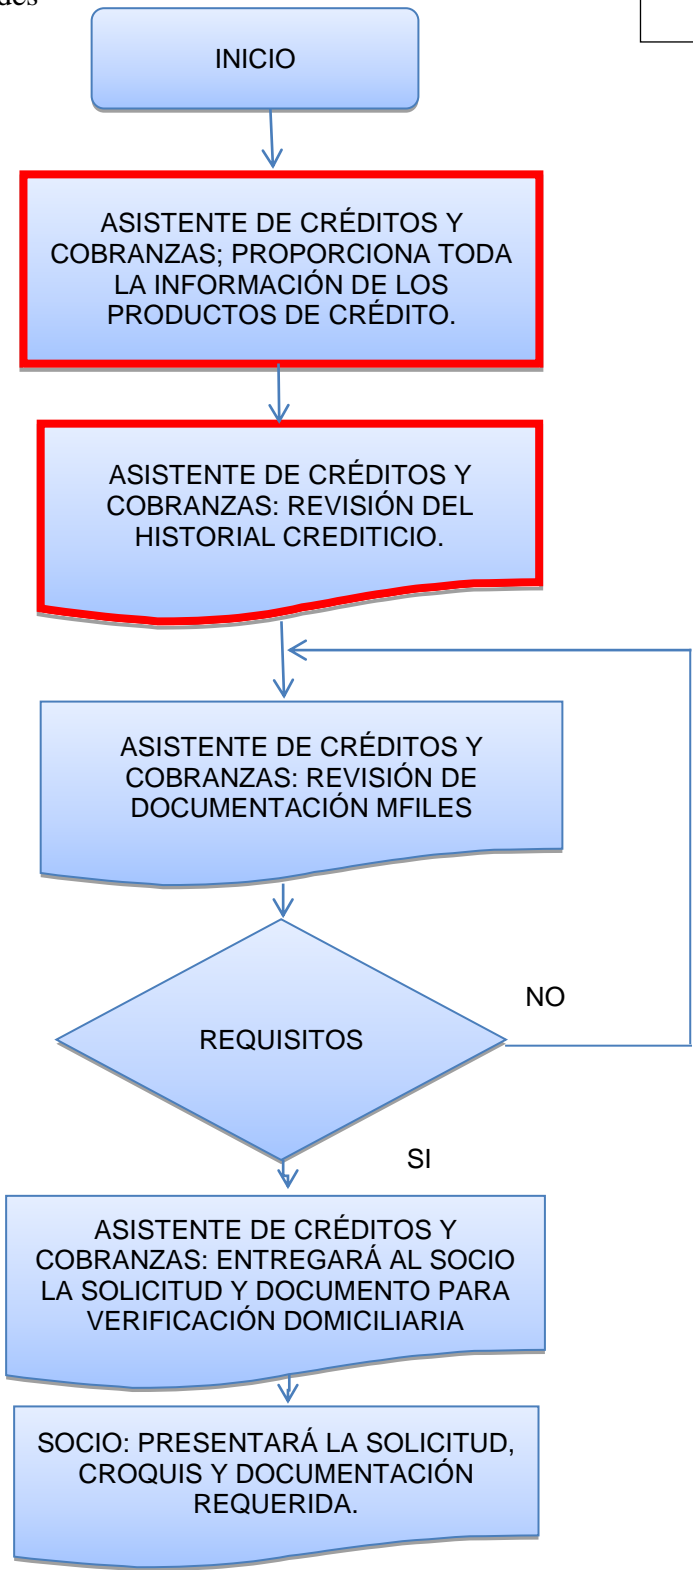 INICIO
ASISTENTE DE CRÉDITOS Y
COBRANZAS; PROPORCIONA TODA
LA INFORMACIÓN DE LOS
PRODUCTOS DE CRÉDITO.
ASISTENTE DE CRÉDITOS Y
COBRANZAS: REVISIÓN DEL
HISTORIAL CREDITICIO.
ASISTENTE DE CRÉDITOS Y
COBRANZAS: REVISIÓN DE
DOCUMENTACIÓN MFILES
NO
REQUISITOS
SI
ASISTENTE DE CRÉDITOS Y
COBRANZAS: ENTREGARÁ AL SOCIO
LA SOLICITUD Y DOCUMENTO PARA
VERIFICACIÓN DOMICILIARIA
SOCIO: PRESENTARÁ LA SOLICITUD,
CROQUIS Y DOCUMENTACIÓN
REQUERIDA.